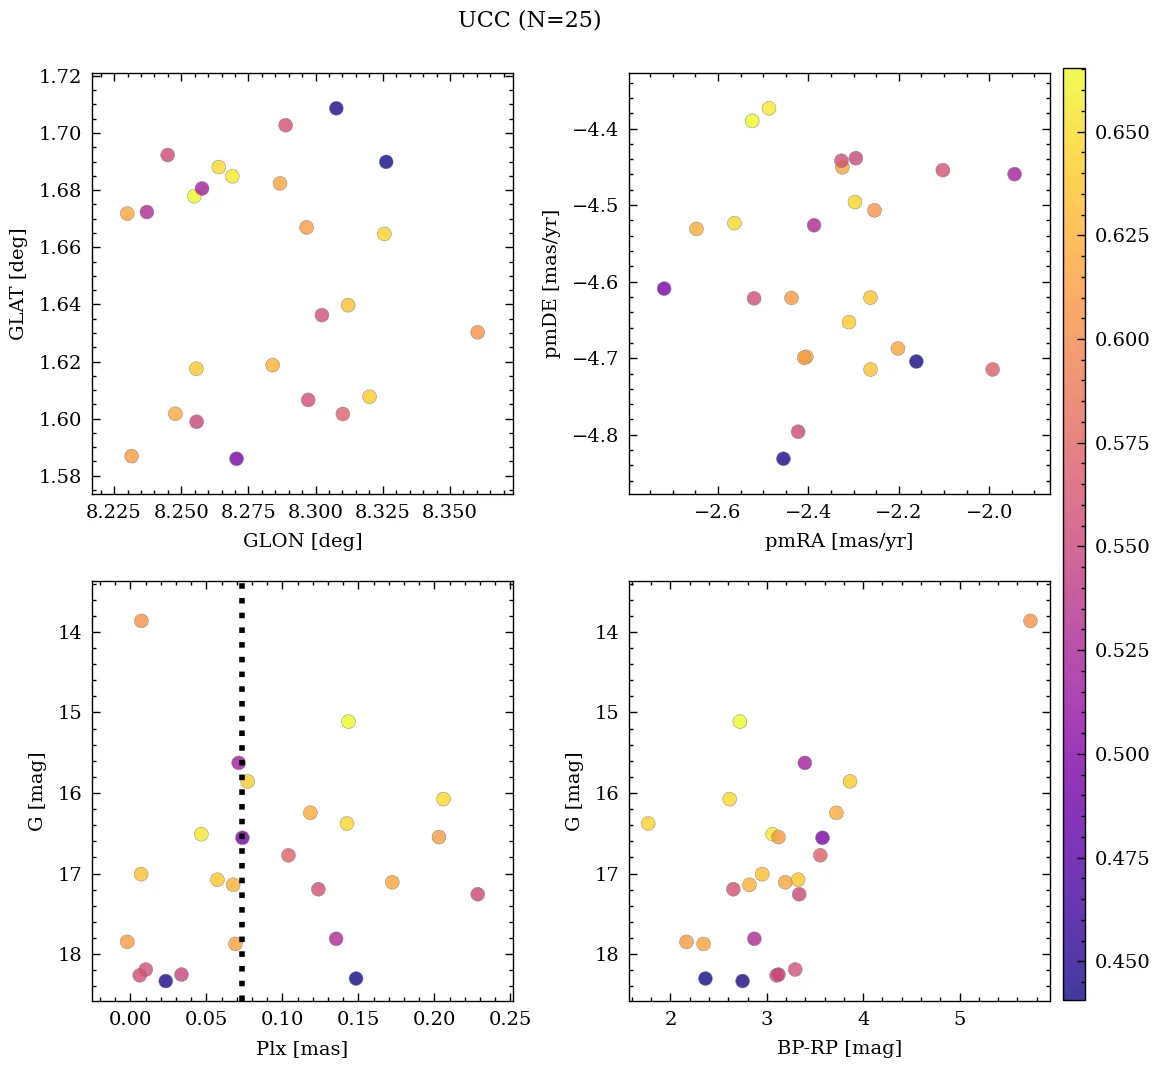 UCC (N=25)
1.72
1.70
1.68
1.66
1.64
1.62
1.60
1.58
GLAT [deg]
8.225 8.250 8.275 8.300 8.325 8.350
GLON [deg]
−4.4
−4.5
−4.6
−4.7
−4.8
pmDE [mas/yr]
−2.6 −2.4 −2.2 −2.0
pmRA [mas/yr]
14
15
16
17
18
G [mag]
0.00 0.05 0.10 0.15 0.20 0.25
Plx [mas]
14
15
16
17
18
G [mag]
2 3 4 5
BP-RP [mag]
0.650
0.625
0.600
0.575
0.550
0.525
0.500
0.475
0.450